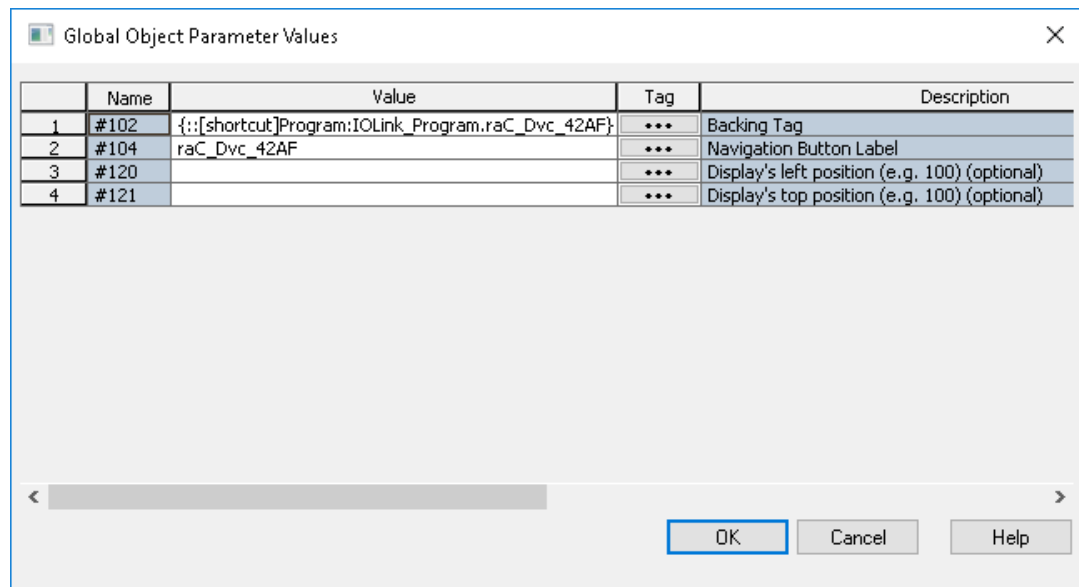 Global Object Parameter Values
Name Value Tag Description
1 #102 {::[shortcut]Program:IOLink_Program.raC_Dvc_42AF} ••• Backing Tag
2 #104 raC_Dvc_42AF ••• Navigation Button Label
3 #120 ••• Display's left position (e.g. 100) (optional)
4 #121 ••• Display's top position (e.g. 100) (optional)
OK Cancel Help